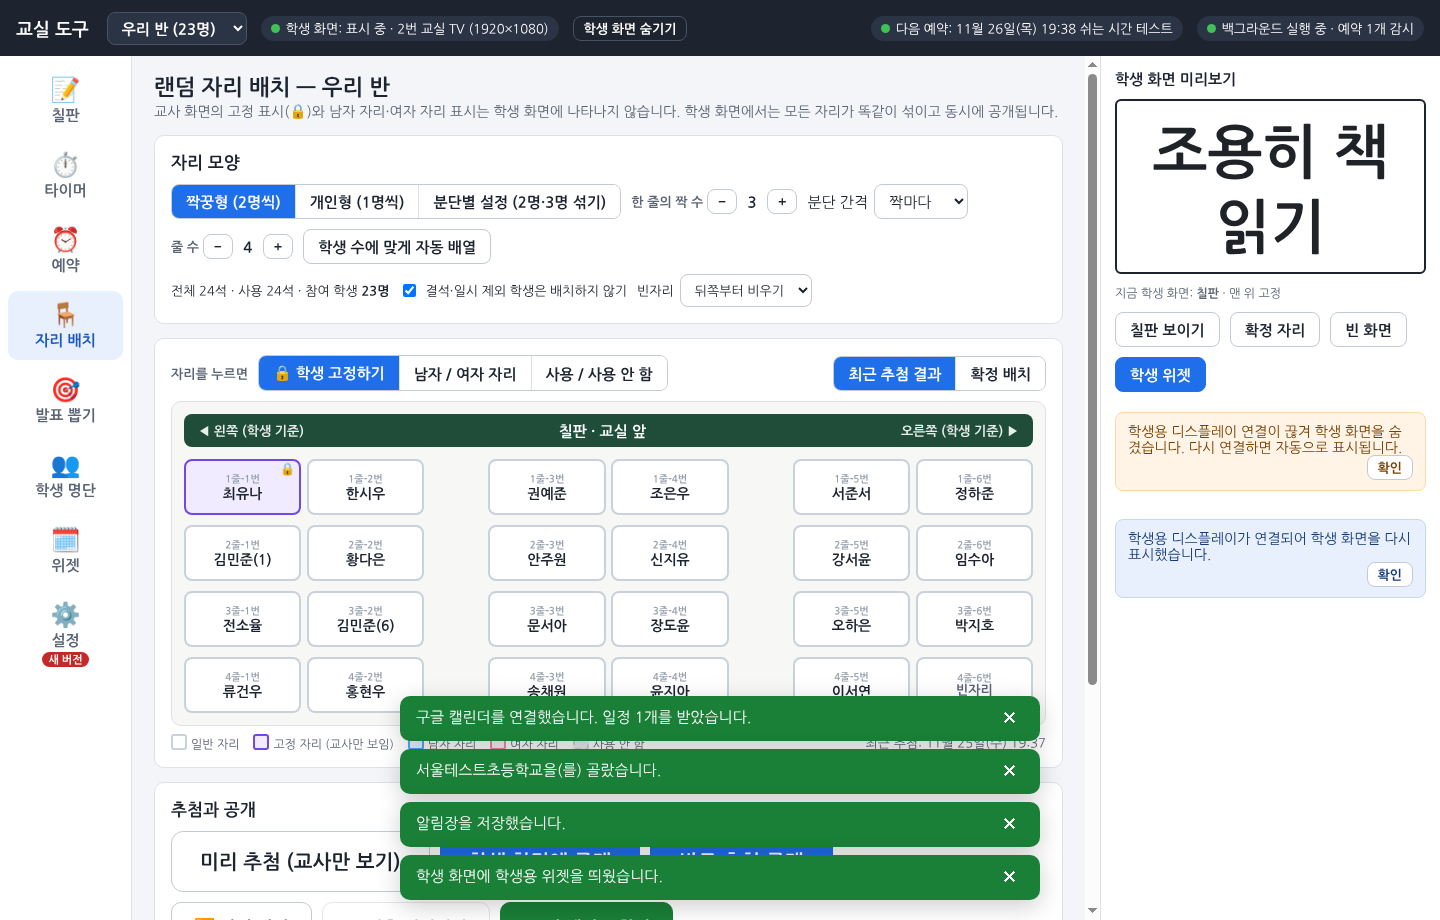 교실 도구
우리 반 (23명)
학생 화면: 표시 중 · 2번 교실 TV (1920×1080)
학생 화면 숨기기
다음 예약: 11월 26일(목) 19:38 쉬는 시간 테스트
백그라운드 실행 중 · 예약 1개 감시
칠판
타이머
예약
자리 배치
발표 뽑기
학생 명단
위젯
설정
새 버전
랜덤 자리 배치 — 우리 반
교사 화면의 고정 표시(🔒)와 남자 자리·여자 자리 표시는 학생 화면에 나타나지 않습니다. 학생 화면에서는 모든 자리가 똑같이 섞이고 동시에 공개됩니다.
자리 모양
짝꿍형 (2명씩) 개인형 (1명씩) 분단별 설정 (2명·3명 섞기) 한 줄의 짝 수 − 3 + 분단 간격 짝마다
줄 수 − 4 + 학생 수에 맞게 자동 배열
전체 24석 · 사용 24석 · 참여 학생 23명 결석·일시 제외 학생은 배치하지 않기 빈자리 뒤쪽부터 비우기
자리를 누르면 🔒 학생 고정하기 남자 / 여자 자리 사용 / 사용 안 함 최근 추첨 결과 확정 배치
◀ 왼쪽 (학생 기준) 칠판 · 교실 앞 오른쪽 (학생 기준) ▶
1줄-1번 1줄-2번 1줄-3번 1줄-4번 1줄-5번 1줄-6번
최유나 한시우 권예준 조은우 서준서 정하준
2줄-1번 2줄-2번 2줄-3번 2줄-4번 2줄-5번 2줄-6번
김민준(1) 황다은 안주원 신지유 강서윤 임수아
3줄-1번 3줄-2번 3줄-3번 3줄-4번 3줄-5번 3줄-6번
전소율 김민준(6) 문서아 장도윤 오하은 박지호
4줄-1번 4줄-2번 4줄-3번 4줄-4번 4줄-5번 4줄-6번
류건우 홍현우 송채원 윤지아 이서연 빈자리
일반 자리 고정 자리 (교사만 보임) 남자 자리 여자 자리 사용 안 함 최근 추첨: 11월 25일(수) 19:37
추첨과 공개
미리 추첨 (교사만 보기)
구글 캘린더를 연결했습니다. 일정 1개를 받았습니다. ✕
서울테스트초등학교을(를) 골랐습니다. ✕
알림장을 저장했습니다. ✕
학생 화면에 학생용 위젯을 띄웠습니다. ✕
학생 화면 미리보기
조용히 책
읽기
지금 학생 화면: 칠판 · 맨 위 고정
칠판 보이기 확정 자리 빈 화면
학생 위젯
학생용 디스플레이 연결이 끊겨 학생 화면을 숨
겼습니다. 다시 연결하면 자동으로 표시됩니다.
확인
학생용 디스플레이가 연결되어 학생 화면을 다시
표시했습니다.
확인